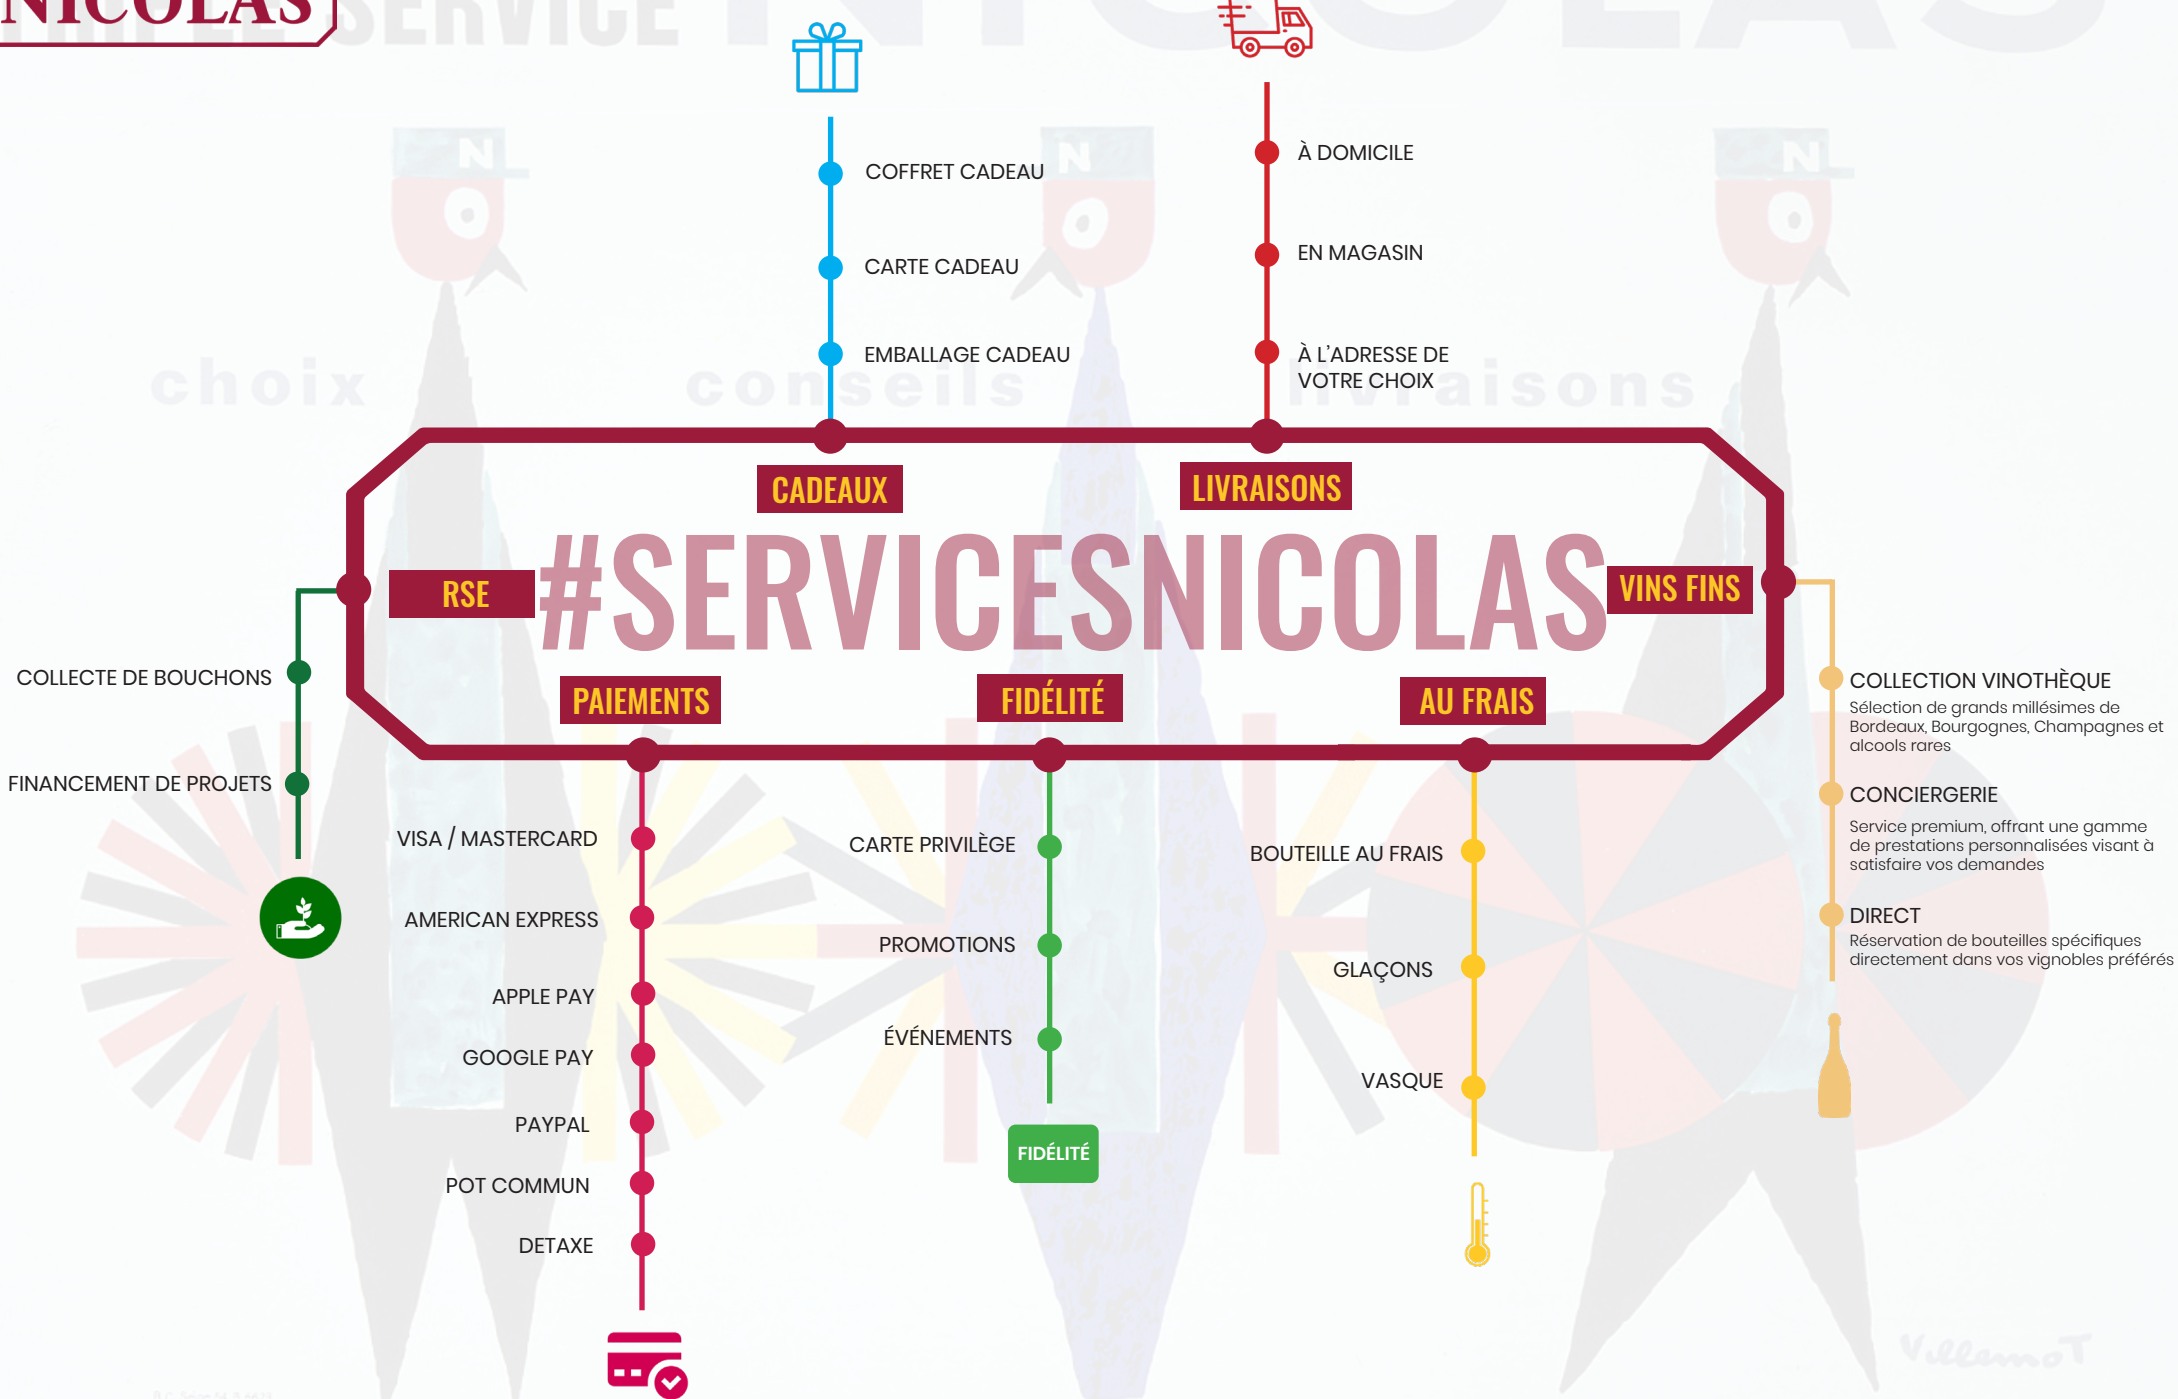 NICOLAS
TRIPLE SERVICE NICOLAS
COFFRET CADEAU
CARTE CADEAU
EMBALLAGE CADEAU
À DOMICILE
EN MAGASIN
À L'ADRESSE DE
VOTRE CHOIX
N
N
N
choix
conseils
livraisons
CADEAUX
LIVRAISONS
RSE
#SERVICESNICOLAS
VINS FINS
PAIEMENTS
FIDÉLITÉ
AU FRAIS
COLLECTE DE BOUCHONS
FINANCEMENT DE PROJETS
VISA / MASTERCARD
AMERICAN EXPRESS
APPLE PAY
GOOGLE PAY
PAYPAL
POT COMMUN
DETAXE
CARTE PRIVILÈGE
PROMOTIONS
ÉVÉNEMENTS
FIDÉLITÉ
BOUTEILLE AU FRAIS
GLAÇONS
VASQUE
COLLECTION VINOTHÈQUE
Sélection de grands millésimes de
Bordeaux, Bourgognes, Champagnes et
alcools rares
CONCIERGERIE
Service premium, offrant une gamme
de prestations personnalisées visant à
satisfaire vos demandes
DIRECT
Réservation de bouteilles spécifiques
directement dans vos vignobles préférés
Villemot